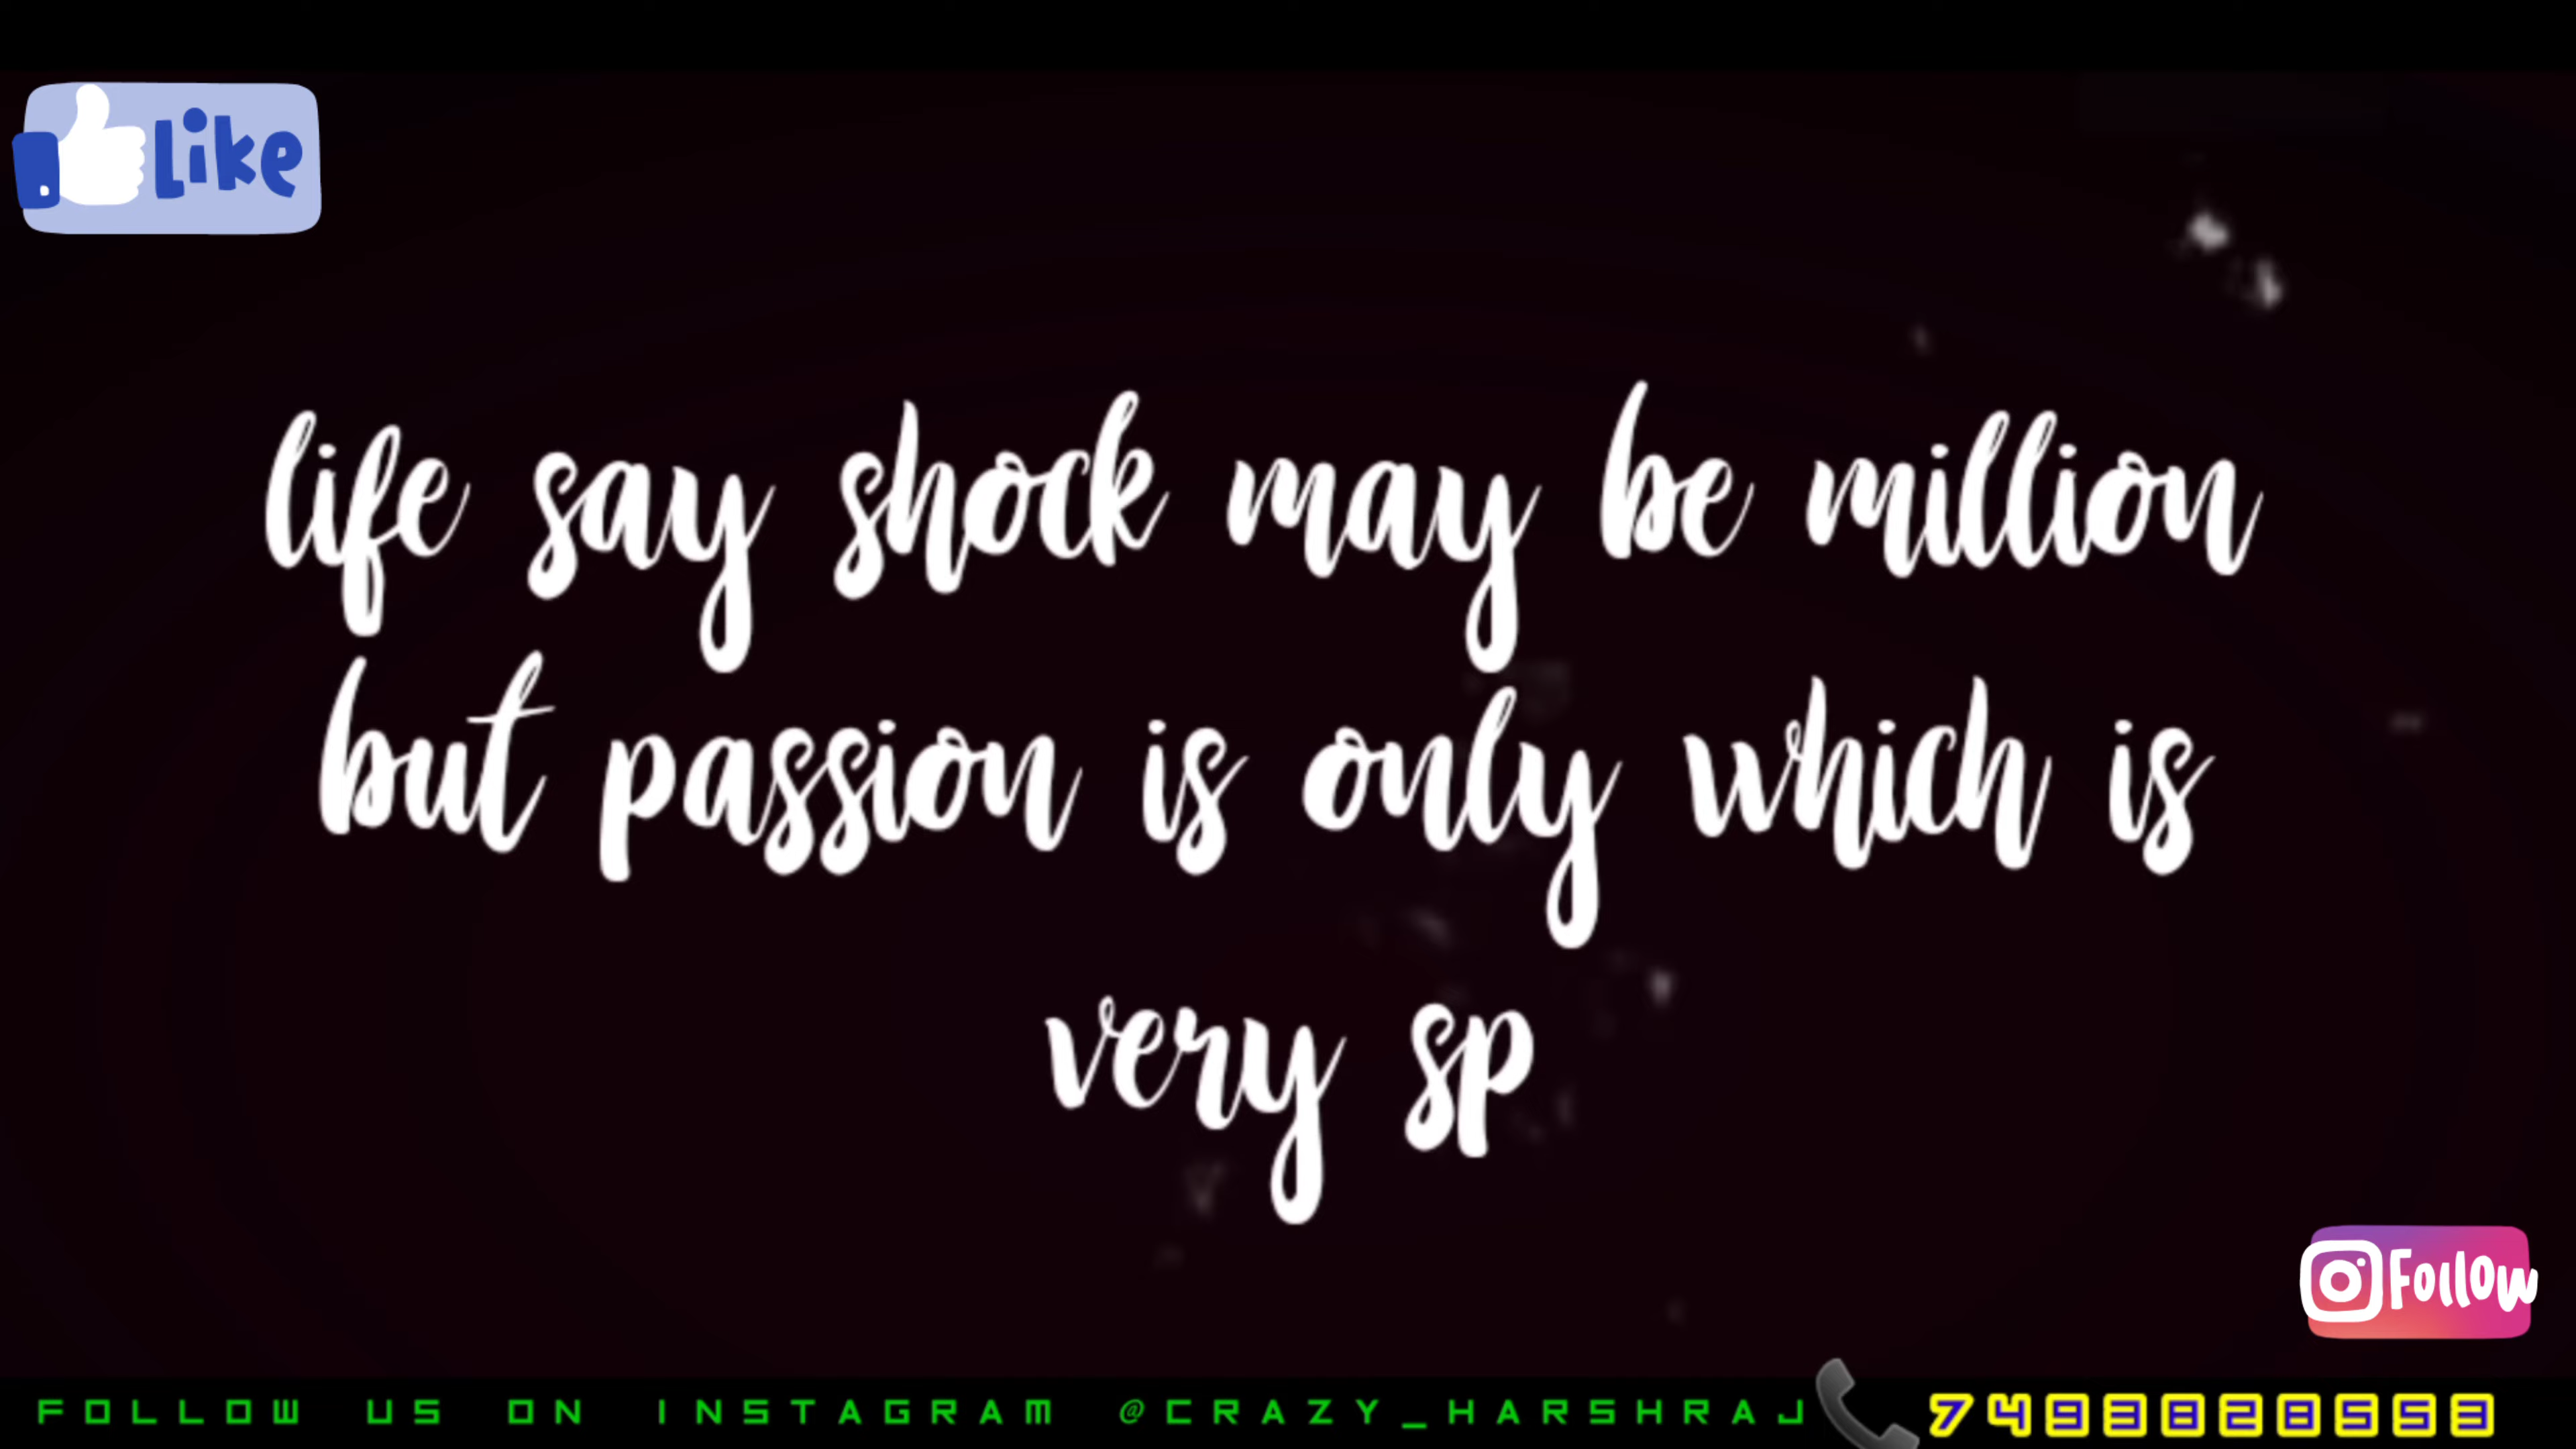 Like
life say shock may be million
but passion is only which is
very sp
Follow
FOLLOW US ON INSTAGRAM @CRAZY_HARSHRAJ 7493828553